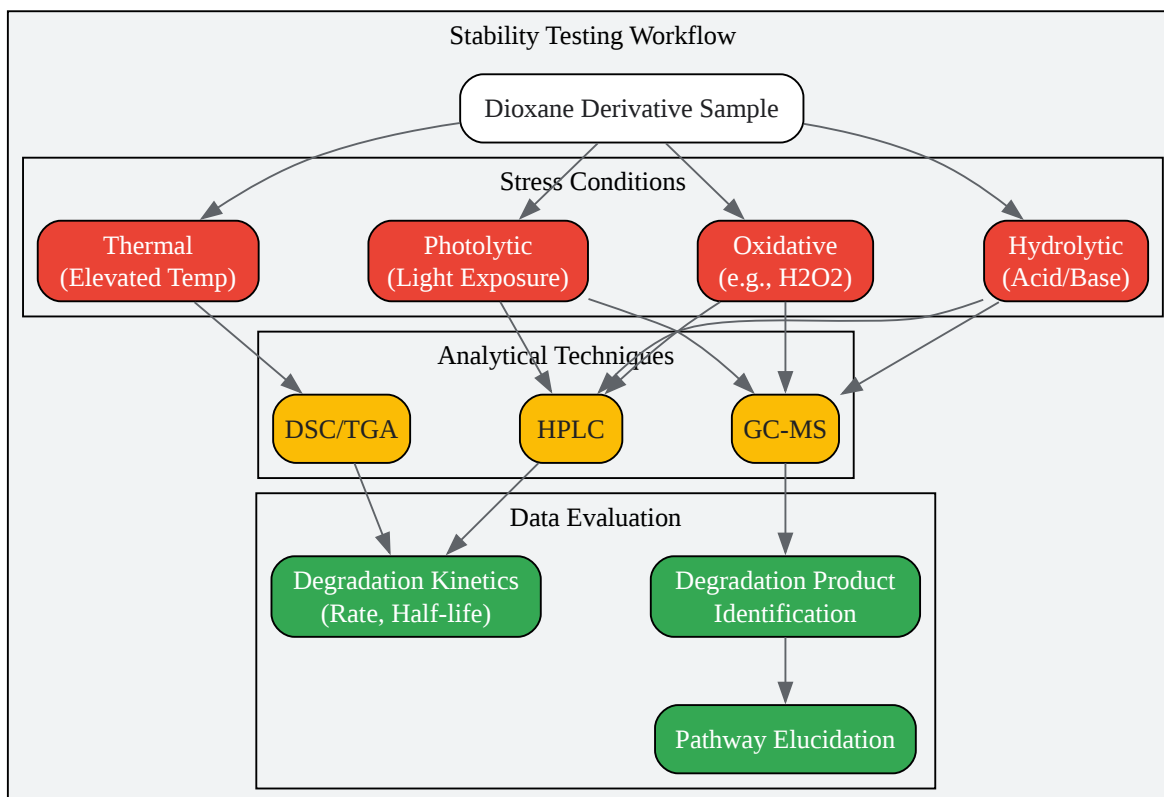 Stability Testing Workflow
Dioxane Derivative Sample
Stress Conditions
Thermal
(Elevated Temp)
Photolytic
(Light Exposure)
Oxidative
(e.g., H2O2)
Hydrolytic
(Acid/Base)
Analytical Techniques
DSC/TGA
HPLC
GC-MS
Data Evaluation
Degradation Kinetics
(Rate, Half-life)
Degradation Product
Identification
Pathway Elucidation